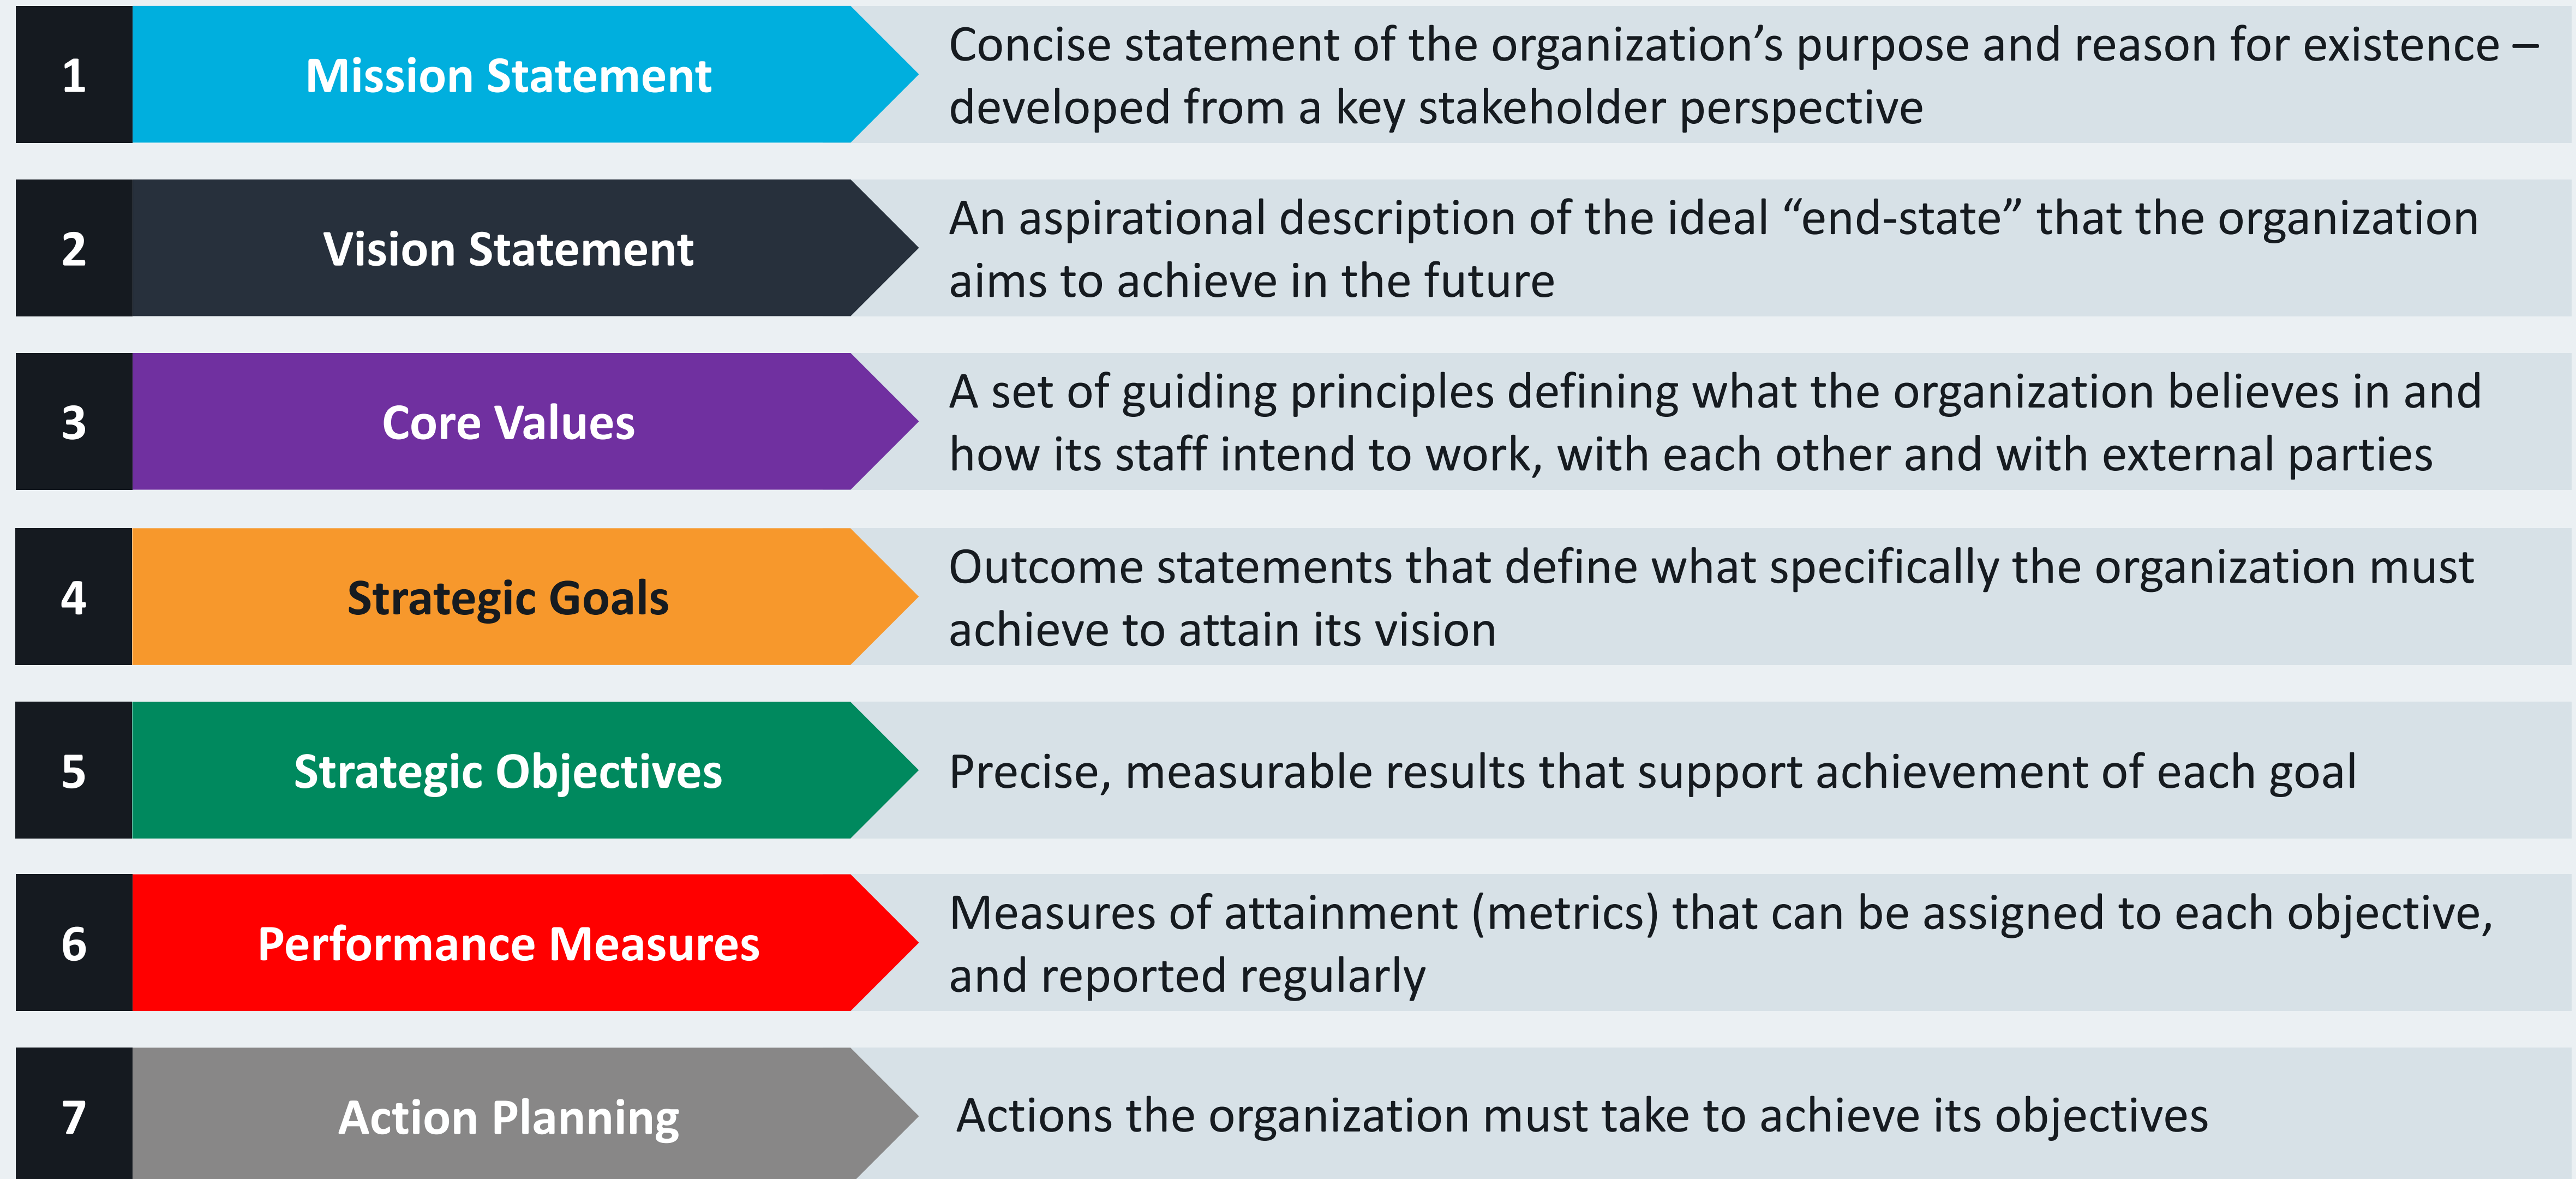 1
Mission Statement
Concise statement of the organization’s purpose and reason for existence –
developed from a key stakeholder perspective
2
Vision Statement
An aspirational description of the ideal “end-state” that the organization
aims to achieve in the future
3
Core Values
A set of guiding principles defining what the organization believes in and
how its staff intend to work, with each other and with external parties
4
Strategic Goals
Outcome statements that define what specifically the organization must
achieve to attain its vision
5
Strategic Objectives
Precise, measurable results that support achievement of each goal
6
Performance Measures
Measures of attainment (metrics) that can be assigned to each objective,
and reported regularly
7
Action Planning
Actions the organization must take to achieve its objectives